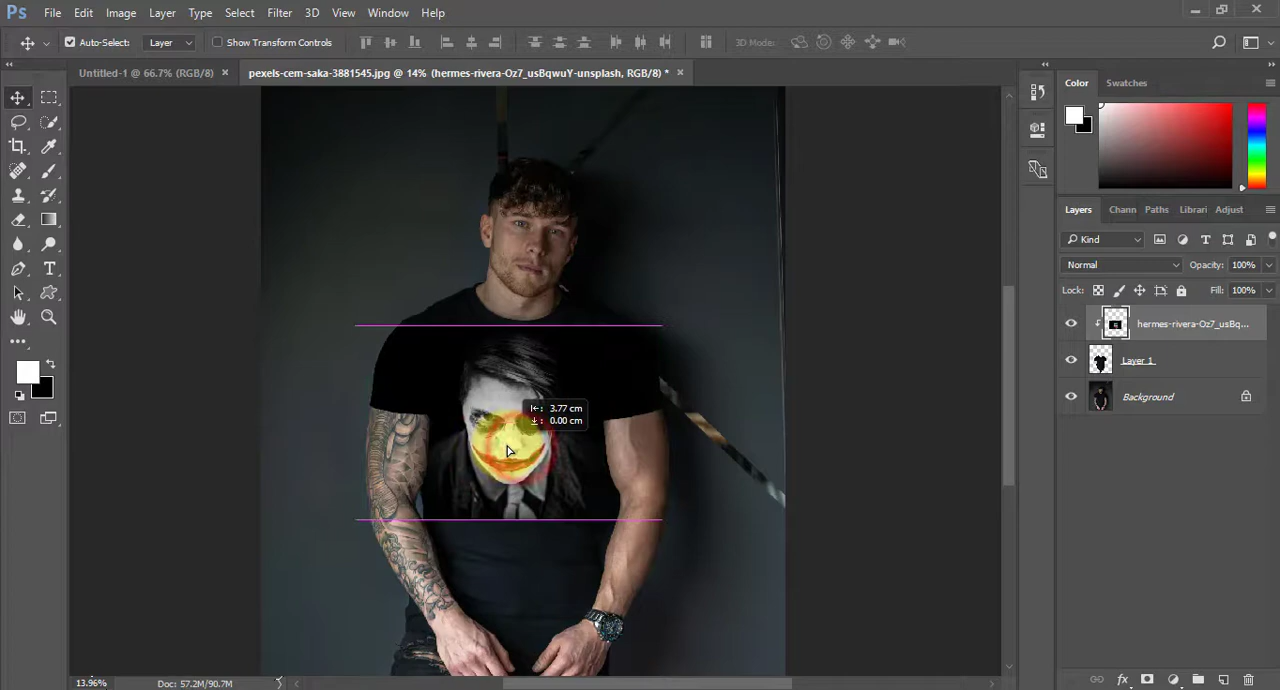 Ps File Edit Image Layer Type Select Filter 3D View Window Help
Auto-Select: Layer Show Transform Controls 3D Mode:
Untitled-1 @ 66.7% (RGB/8) × pexels-cem-saka-3881545.jpg @ 14% (hermes-rivera-Oz7_usBqwuY-unsplash, RGB/8) * ×
Color Swatches
Layers Chann Paths Librari Adjust
Kind
Normal Opacity: 100%
Lock: Fill: 100%
hermes-rivera-Oz7_usBq...
Layer 1
Background
3.77 cm
0.00 cm
13.96% Doc: 57.2M/90.7M